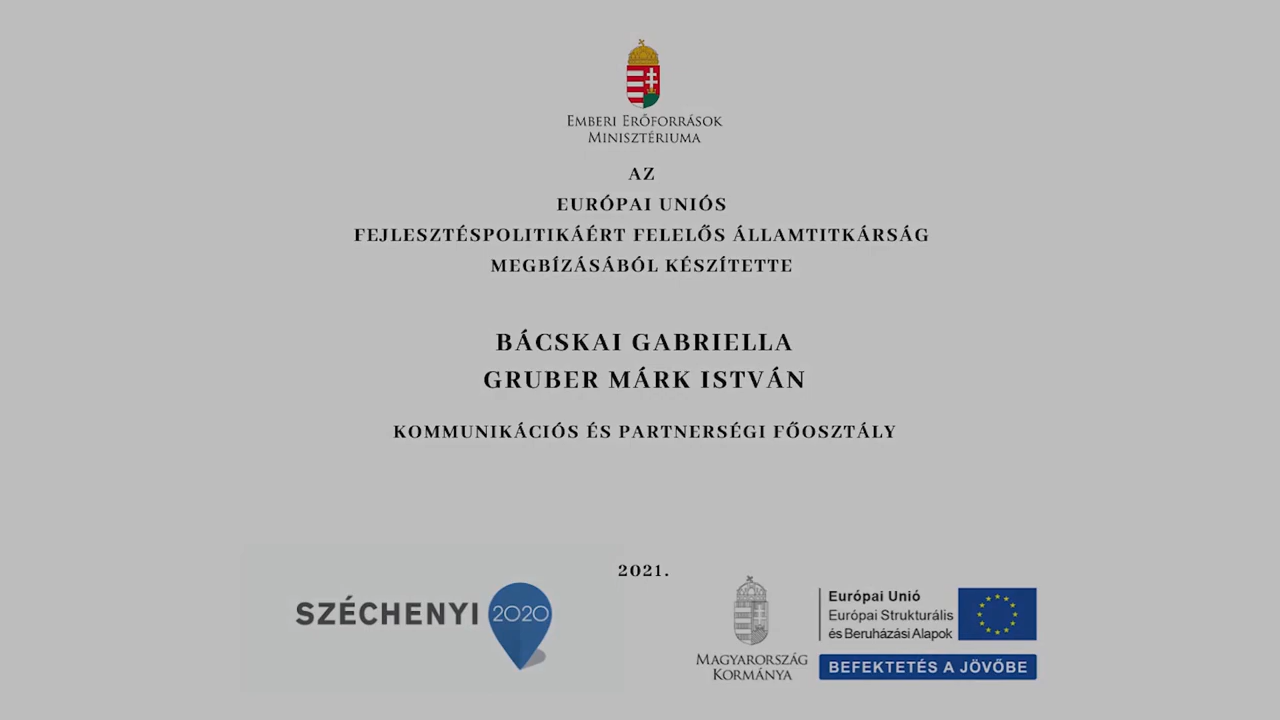 EMBERI ERŐFORRÁSOK
MINISZTÉRIUMA
AZ
EURÓPAI UNIÓS
FEJLESZTÉSPOLITIKÁÉRT FELELŐS ÁLLAMTITKÁRSÁG
MEGBÍZÁSÁBÓL KÉSZÍTETTE
BÁCSKAI GABRIELLA
GRUBER MÁRK ISTVÁN
KOMMUNIKÁCIÓS ÉS PARTNERSÉGI FŐOSZTÁLY
2021.
SZÉCHENYI 2020
MAGYARORSZÁG
KORMÁNYA
Európai Unió
Európai Strukturális
és Beruházási Alapok
BEFEKTETÉS A JÖVŐBE